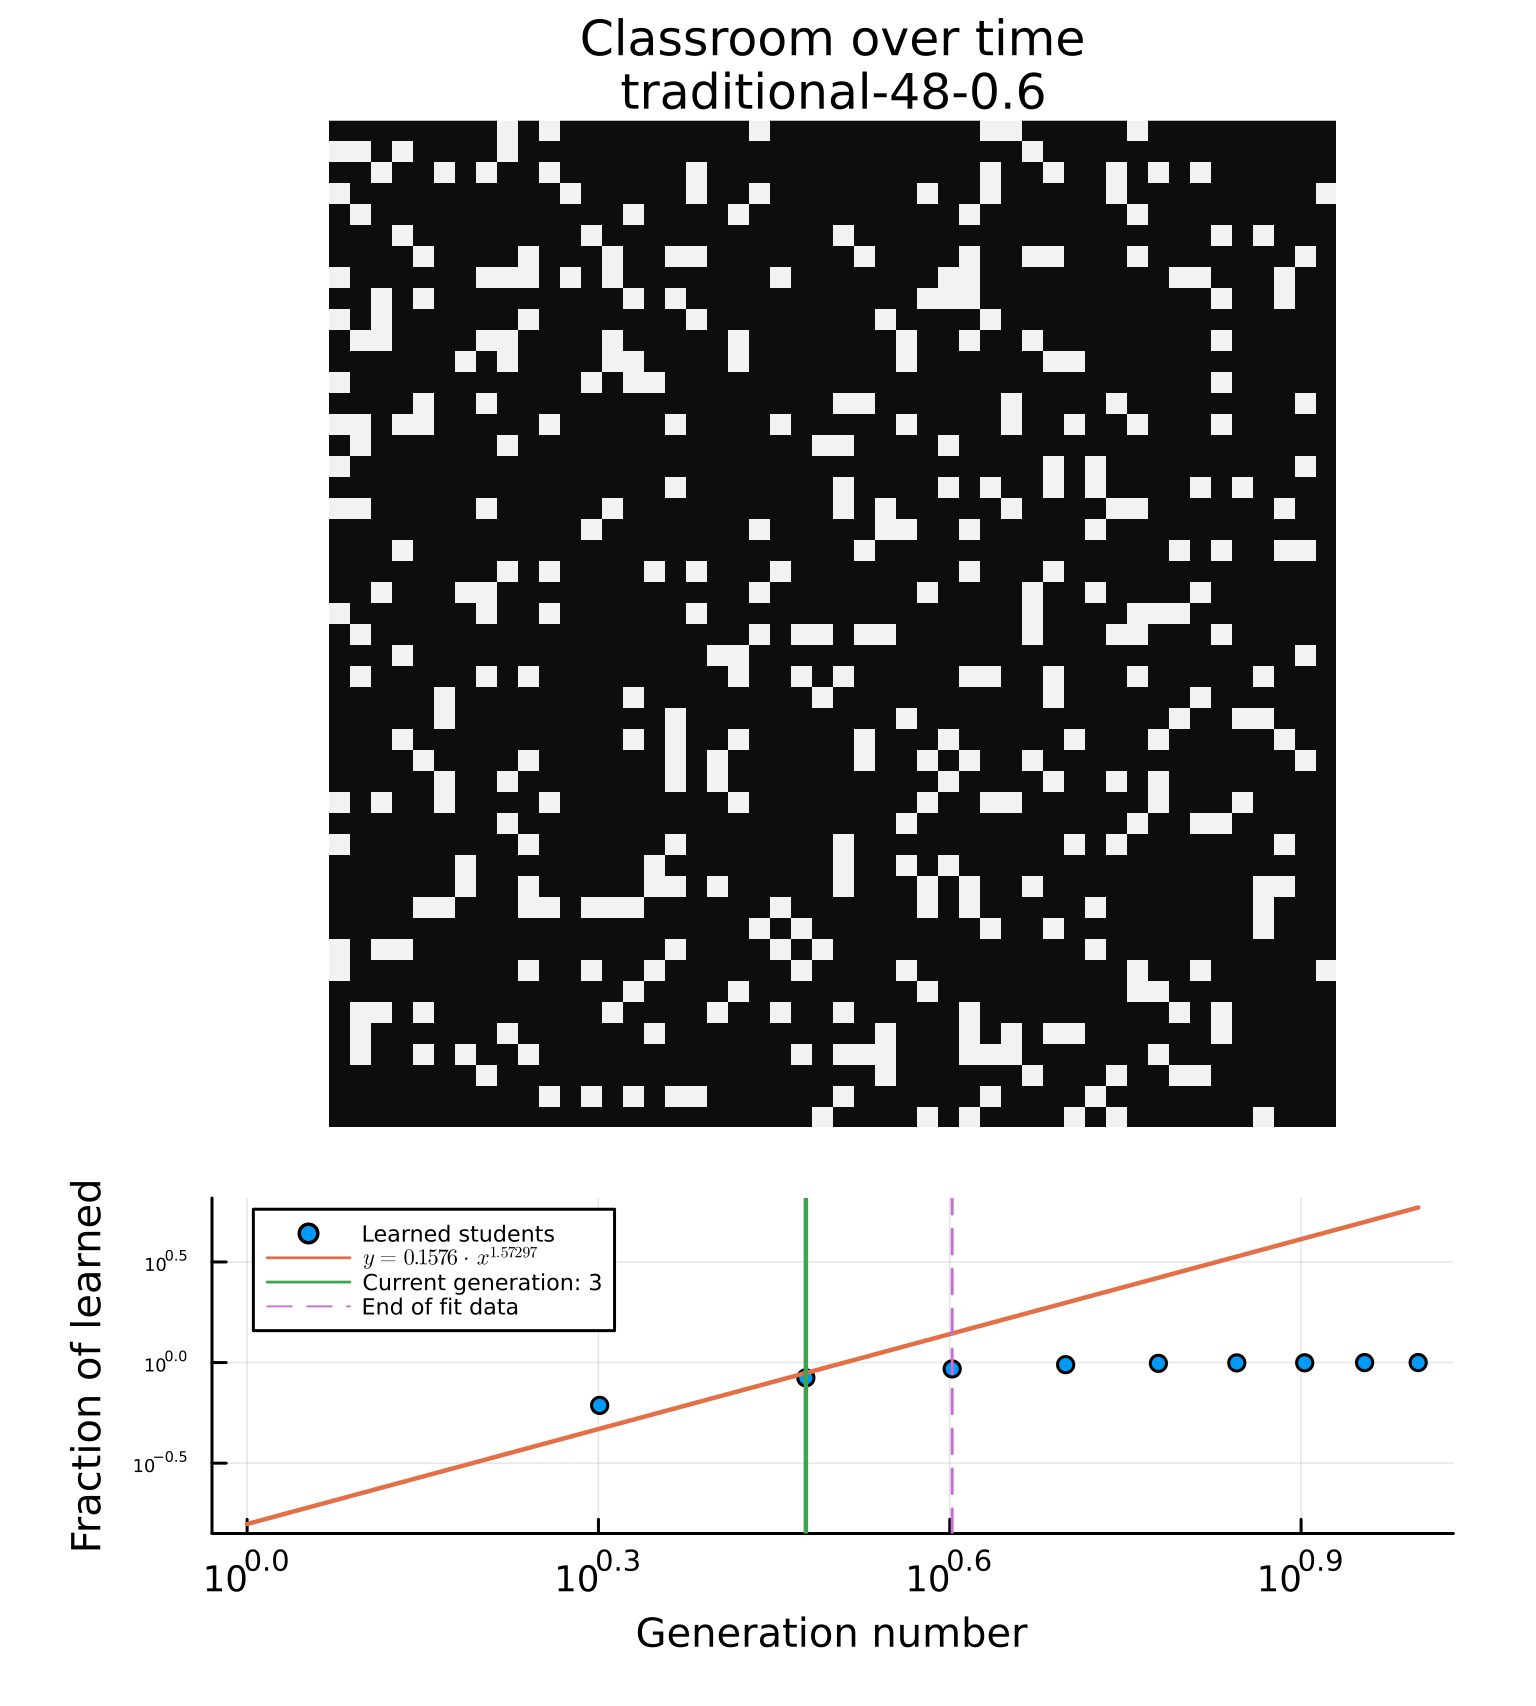 Classroom over time
traditional-48-0.6
Fraction of learned
10^0.5
10^0.0
10^−0.5
Learned students
y = 0.1576 · x^1.57297
Current generation: 3
End of fit data
10^0.0 10^0.3 10^0.6 10^0.9
Generation number